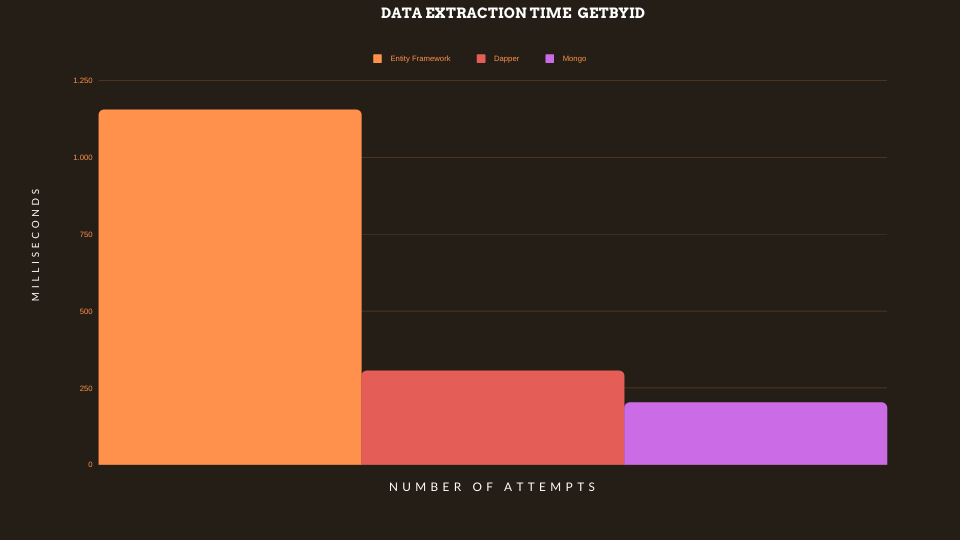 DATA EXTRACTION TIME GETBYID
Entity Framework Dapper Mongo
1.250
1.000
750
500
250
0
MILLISECONDS
NUMBER OF ATTEMPTS